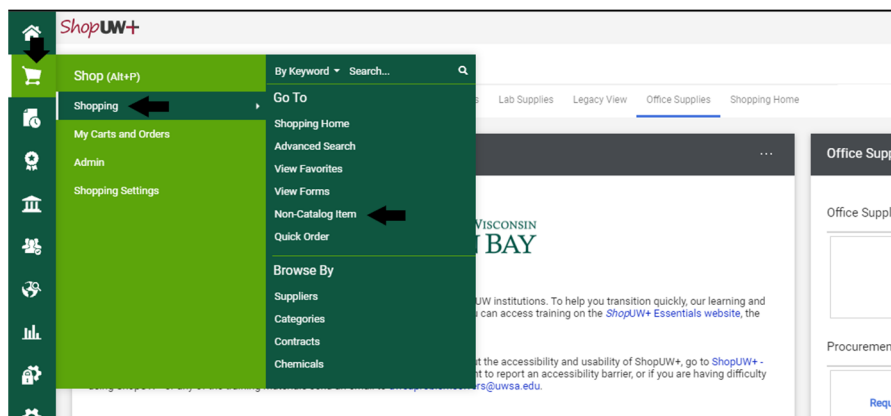 ShopUW+
Shop (Alt+P)
Shopping
My Carts and Orders
Admin
Shopping Settings
By Keyword Search...
Go To
Shopping Home
Advanced Search
View Favorites
View Forms
Non-Catalog Item
Quick Order
Browse By
Suppliers
Categories
Contracts
Chemicals
Lab Supplies Legacy View Office Supplies Shopping Home
...
WISCONSIN
BAY
UW institutions. To help you transition quickly, our learning and
can access training on the ShopUW+ Essentials website, the
the accessibility and usability of ShopUW+, go to ShopUW+ -
to report an accessibility barrier, or if you are having difficulty
Office Supp
Office Suppl
Procuremen
Requ